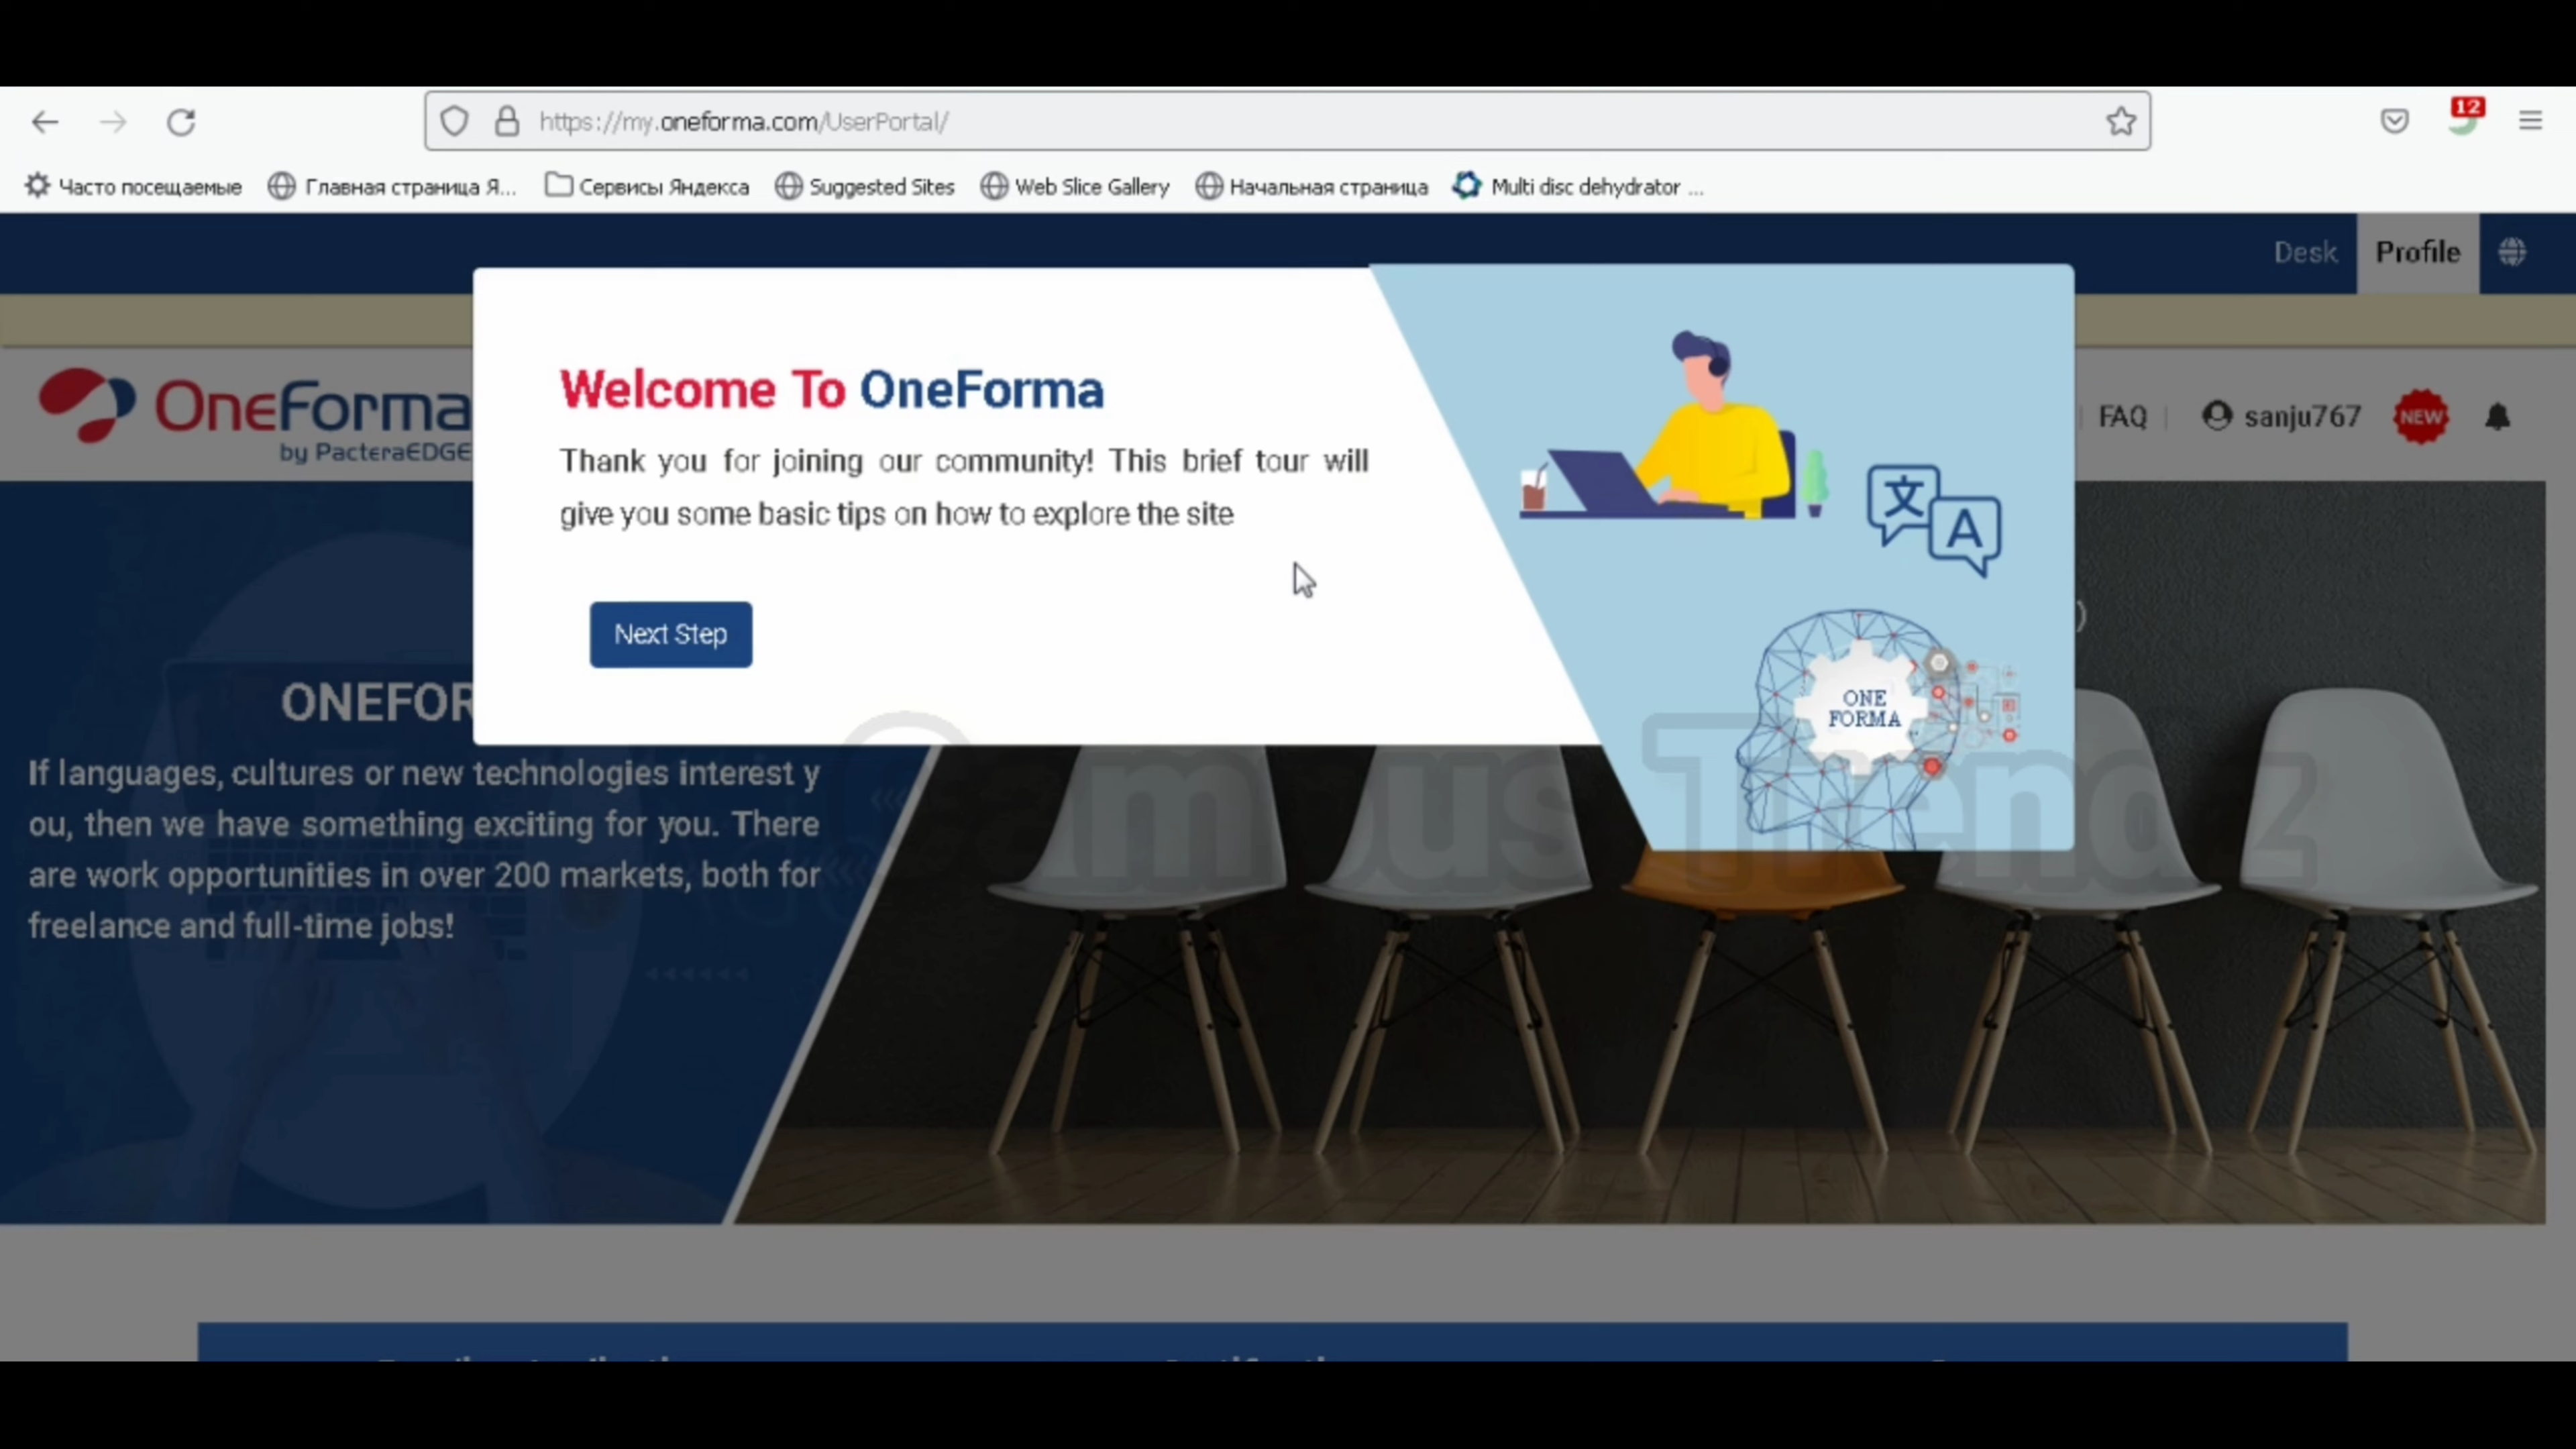 12
https://my.oneforma.com/UserPortal/
Часто посещаемые
Главная страница Я...
Сервисы Яндекса
Suggested Sites
Web Slice Gallery
Начальная страница
Multi disc dehydrator ...
Desk
Profile
OneForma
by PacteraEDGE
FAQ
sanju767
NEW
Welcome To OneForma
Thank you for joining our community! This brief tour will
give you some basic tips on how to explore the site
Next Step
文
A
ONE
FORMA
ONEFOR
If languages, cultures or new technologies interest y
ou, then we have something exciting for you. There
are work opportunities in over 200 markets, both for
freelance and full-time jobs!
Trendz